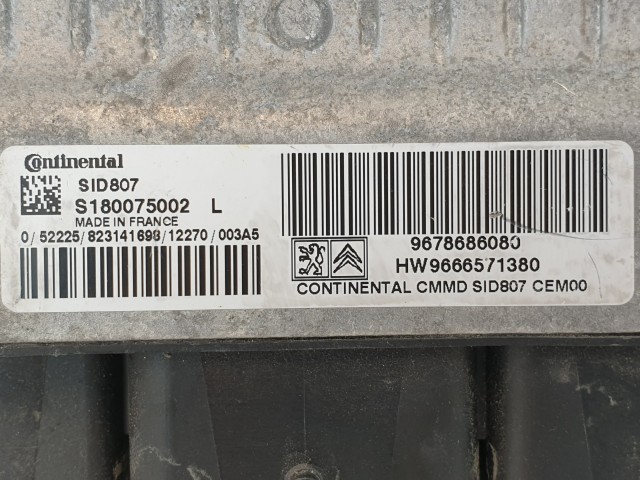 Continental
SID807
S180075002 L
MADE IN FRANCE
0/52225/823141698/12270/003A5
9678686080
HW9666571380
CONTINENTAL CMMD SID807 CEM00